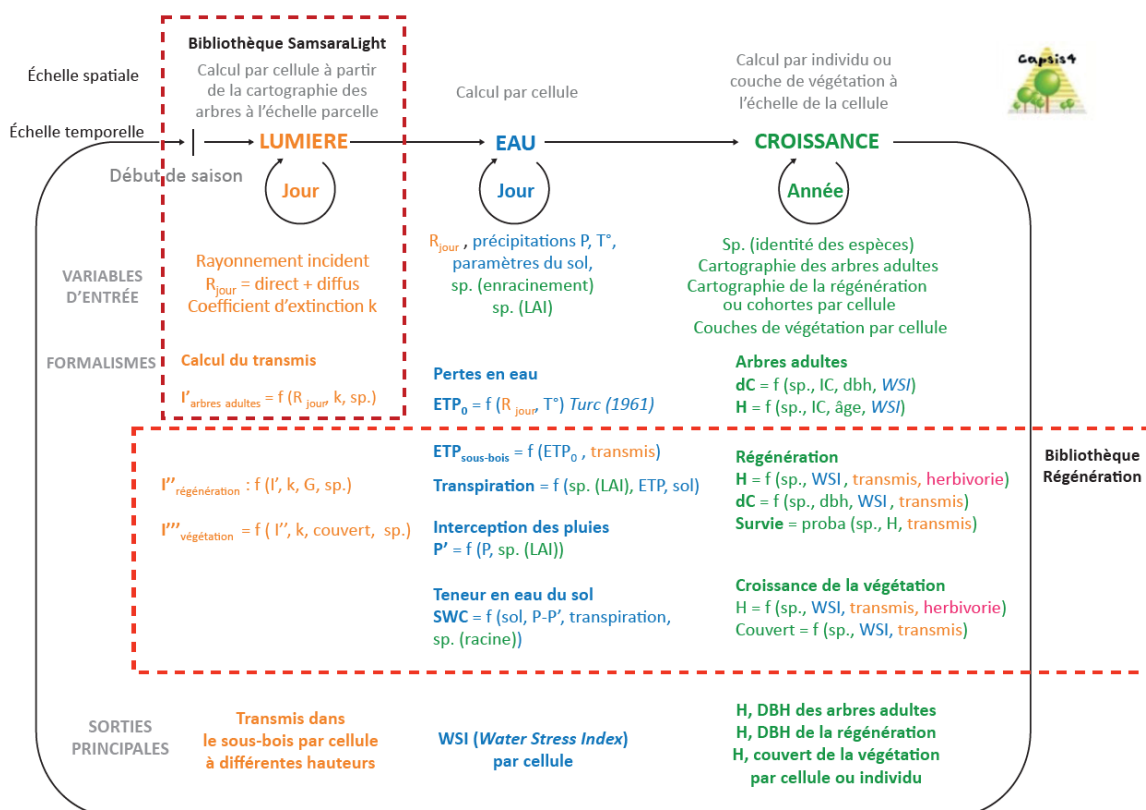 Bibliothèque SamsaraLight
Échelle spatiale
Calcul par cellule à partir
de la cartographie des
arbres à l'échelle parcelle
Calcul par cellule
Calcul par individu ou
couche de végétation à
l'échelle de la cellule
Capsis4
Échelle temporelle
LUMIERE
EAU
CROISSANCE
Début de saison
Jour
Jour
Année
VARIABLES
D'ENTRÉE
Rayonnement incident
R jour = direct + diffus
Coefficient d'extinction k
R jour , précipitations P, T°,
paramètres du sol,
sp. (enracinement)
sp. (LAI)
Sp. (identité des espèces)
Cartographie des arbres adultes
Cartographie de la régénération
ou cohortes par cellule
Couches de végétation par cellule
FORMALISMES
Calcul du transmis
I' arbres adultes = f (R jour, k, sp.)
Pertes en eau
ETP0 = f (R jour, T°) Turc (1961)
Arbres adultes
dC = f (sp., IC, dbh, WSI)
H = f (sp., IC, âge, WSI)
I'' régénération : f (I', k, G, sp.)
I''' végétation = f ( I'', k, couvert, sp.)
ETP sous-bois = f (ETP0 , transmis)
Transpiration = f (sp. (LAI), ETP, sol)
Interception des pluies
P' = f (P, sp. (LAI))
Teneur en eau du sol
SWC = f (sol, P-P', transpiration,
sp. (racine))
Régénération
H = f (sp., WSI , transmis, herbivorie)
dC = f (sp., dbh, WSI , transmis)
Survie = proba (sp., H, transmis)
Croissance de la végétation
H = f (sp., WSI, transmis, herbivorie)
Couvert = f (sp., WSI, transmis)
Bibliothèque
Régénération
SORTIES
PRINCIPALES
Transmis dans
le sous-bois par cellule
à différentes hauteurs
WSI (Water Stress Index)
par cellule
H, DBH des arbres adultes
H, DBH de la régénération
H, couvert de la végétation
par cellule ou individu